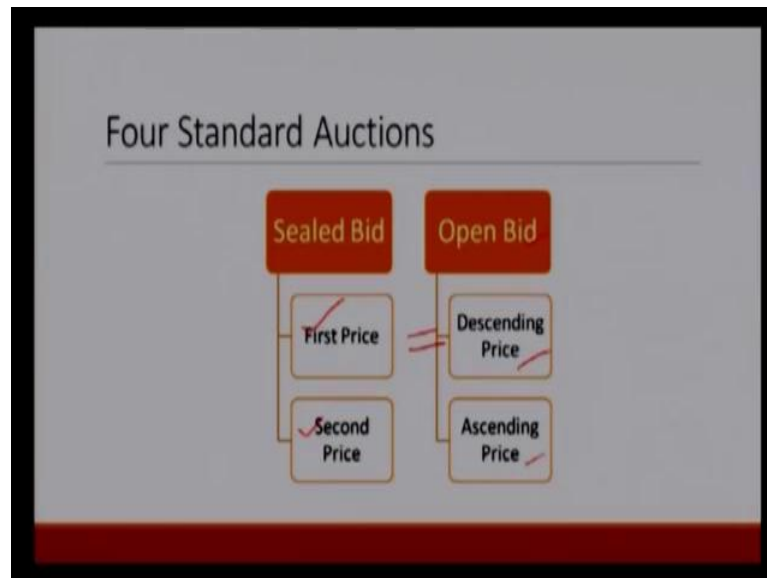 Four Standard Auctions
Sealed Bid
First Price
Second
Price
Open Bid
Descending
Price
Ascending
Price